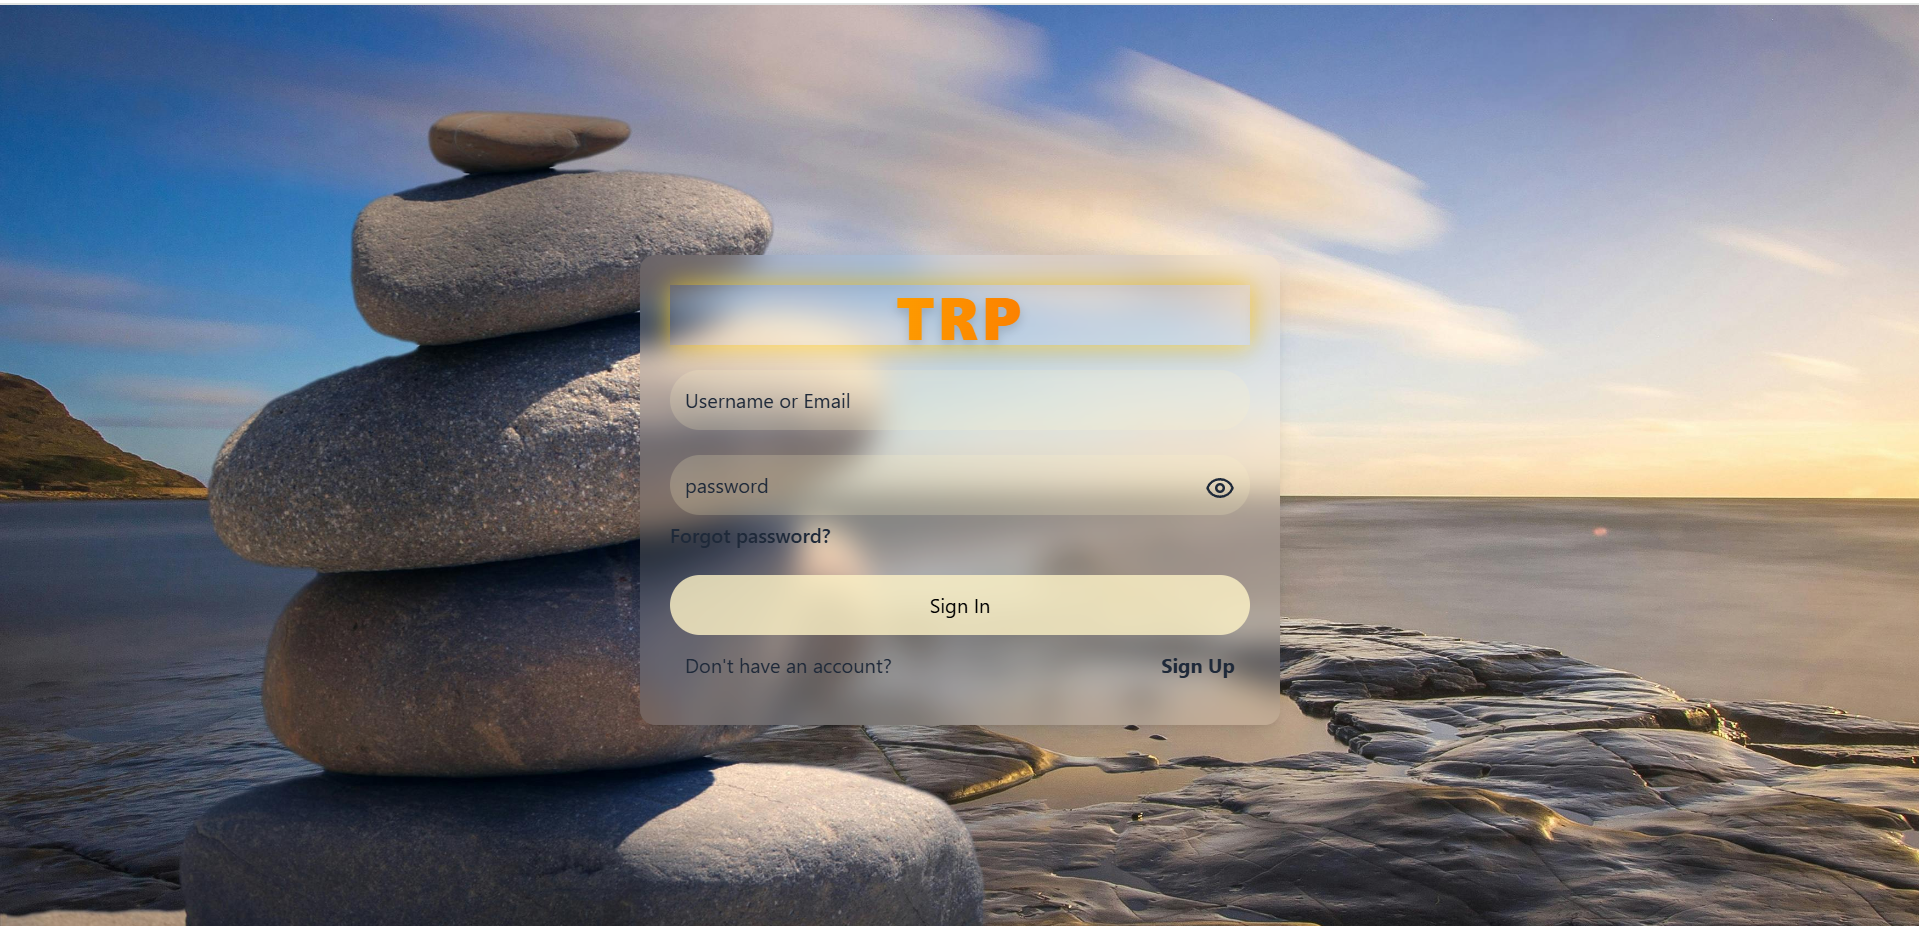 TRP
Username or Email
password
Forgot password?
Sign In
Don't have an account? Sign Up